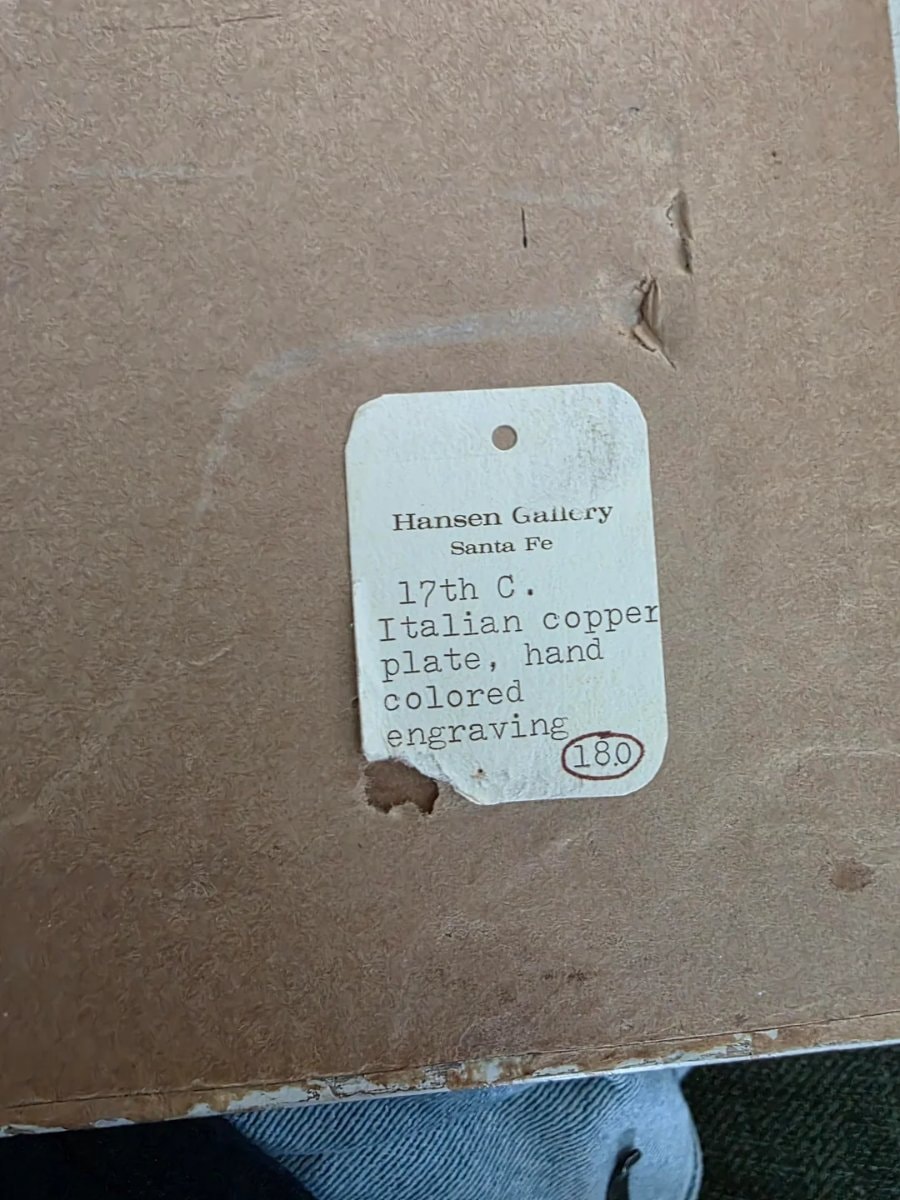 Hansen Gallery
Santa Fe
17th C.
Italian copper
plate, hand
colored
engraving
180